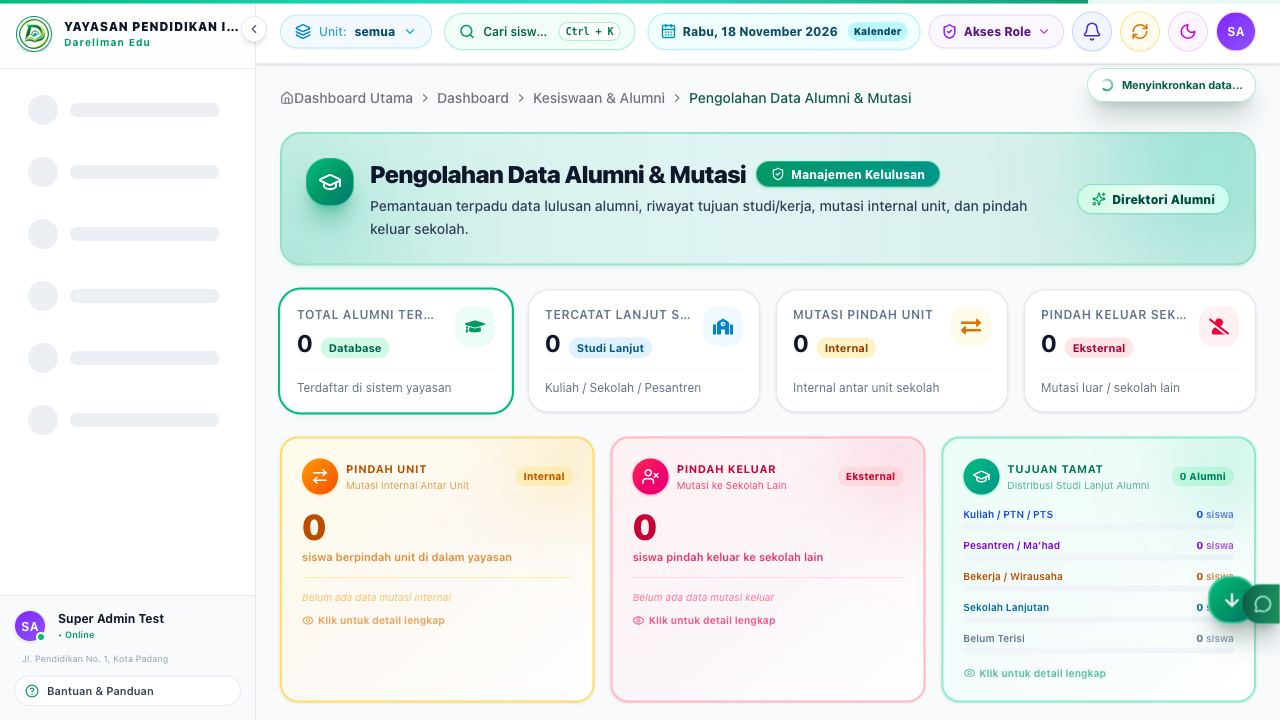 YAYASAN PENDIDIKAN I...
Dareliman Edu
Unit: semua
Cari sisw...
Ctrl + K
Rabu, 18 November 2026
Kalender
Akses Role
SA
Dashboard Utama
Dashboard
Kesiswaan & Alumni
Pengolahan Data Alumni & Mutasi
Menyinkronkan data...
Pengolahan Data Alumni & Mutasi
Manajemen Kelulusan
Pemantauan terpadu data lulusan alumni, riwayat tujuan studi/kerja, mutasi internal unit, dan pindah
keluar sekolah.
Direktori Alumni
TOTAL ALUMNI TER...
0 Database
Terdaftar di sistem yayasan
TERCATAT LANJUT S...
0 Studi Lanjut
Kuliah / Sekolah / Pesantren
MUTASI PINDAH UNIT
0 Internal
Internal antar unit sekolah
PINDAH KELUAR SEK...
0 Eksternal
Mutasi luar / sekolah lain
PINDAH UNIT
Mutasi Internal Antar Unit
Internal
0
siswa berpindah unit di dalam yayasan
Belum ada data mutasi internal
Klik untuk detail lengkap
PINDAH KELUAR
Mutasi ke Sekolah Lain
Eksternal
0
siswa pindah keluar ke sekolah lain
Belum ada data mutasi keluar
Klik untuk detail lengkap
TUJUAN TAMAT
Distribusi Studi Lanjut Alumni
0 Alumni
Kuliah / PTN / PTS 0 siswa
Pesantren / Ma'had 0 siswa
Bekerja / Wirausaha 0 siswa
Sekolah Lanjutan 0
Belum Terisi 0 siswa
Klik untuk detail lengkap
SA
Super Admin Test
• Online
Jl. Pendidikan No. 1, Kota Padang
Bantuan & Panduan